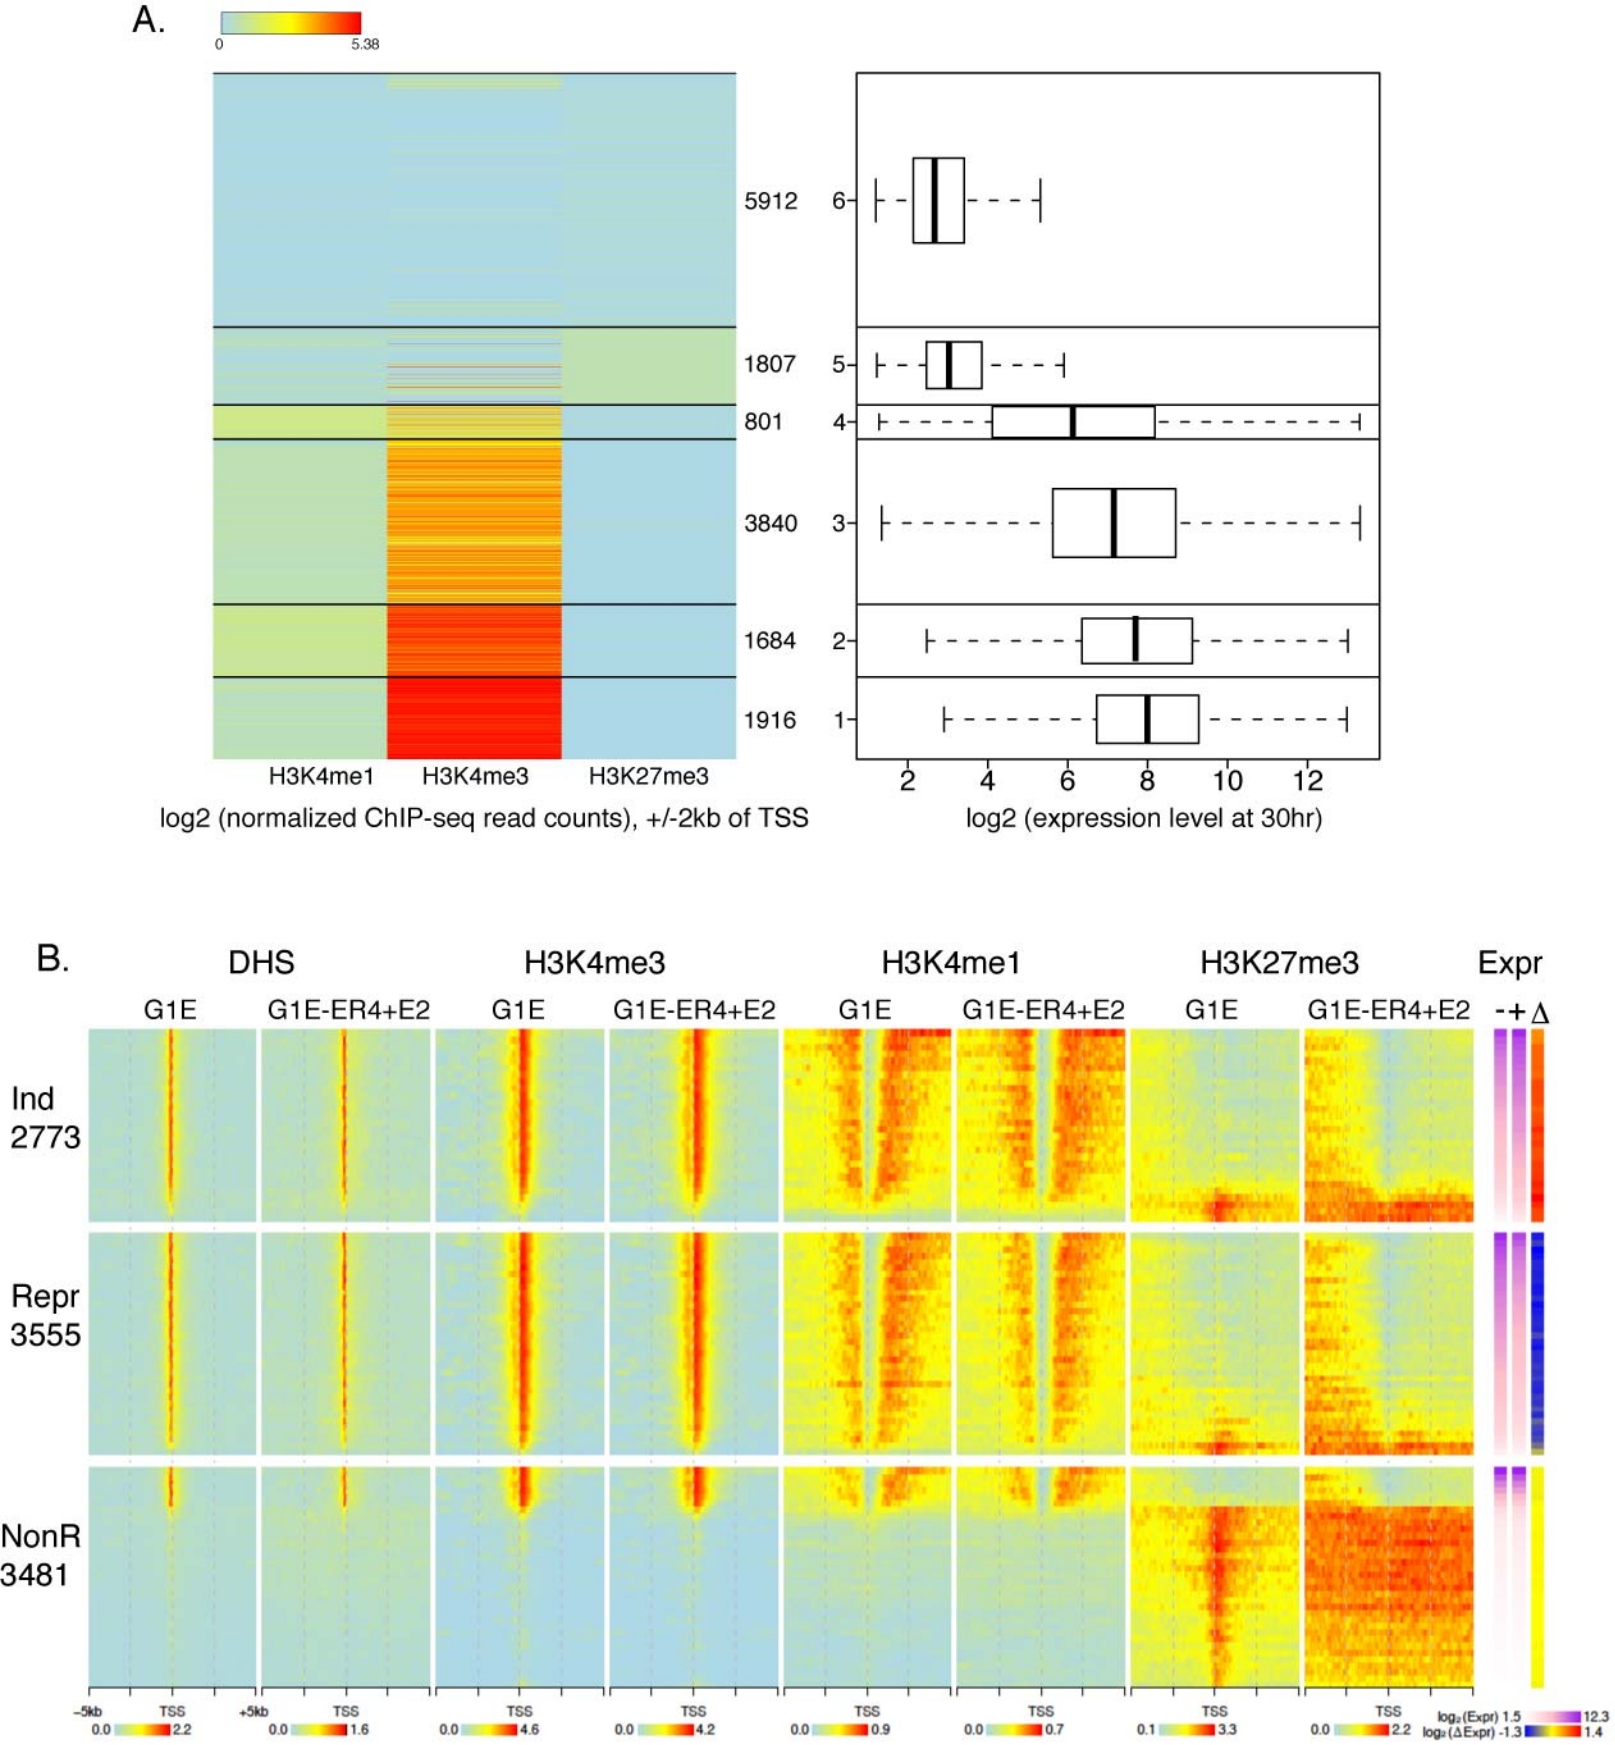 A.
0 5.38
5912 6
1807 5
801 4
3840 3
1684 2
1916 1
H3K4me1 H3K4me3 H3K27me3
2 4 6 8 10 12
log2 (normalized ChIP-seq read counts), +/-2kb of TSS
log2 (expression level at 30hr)
B.
DHS H3K4me3 H3K4me1 H3K27me3 Expr
G1E G1E-ER4+E2 G1E G1E-ER4+E2 G1E G1E-ER4+E2 G1E G1E-ER4+E2 - + Δ
Ind
2773
Repr
3555
NonR
3481
-5kb TSS +5kb TSS TSS TSS TSS TSS TSS TSS
log₂(Expr) 1.5 12.3
0.0 2.2 0.0 1.6 0.0 4.6 0.0 4.2 0.0 0.9 0.0 0.7 0.1 3.3 0.0 2.2
log₂(ΔExpr) -1.3 1.4